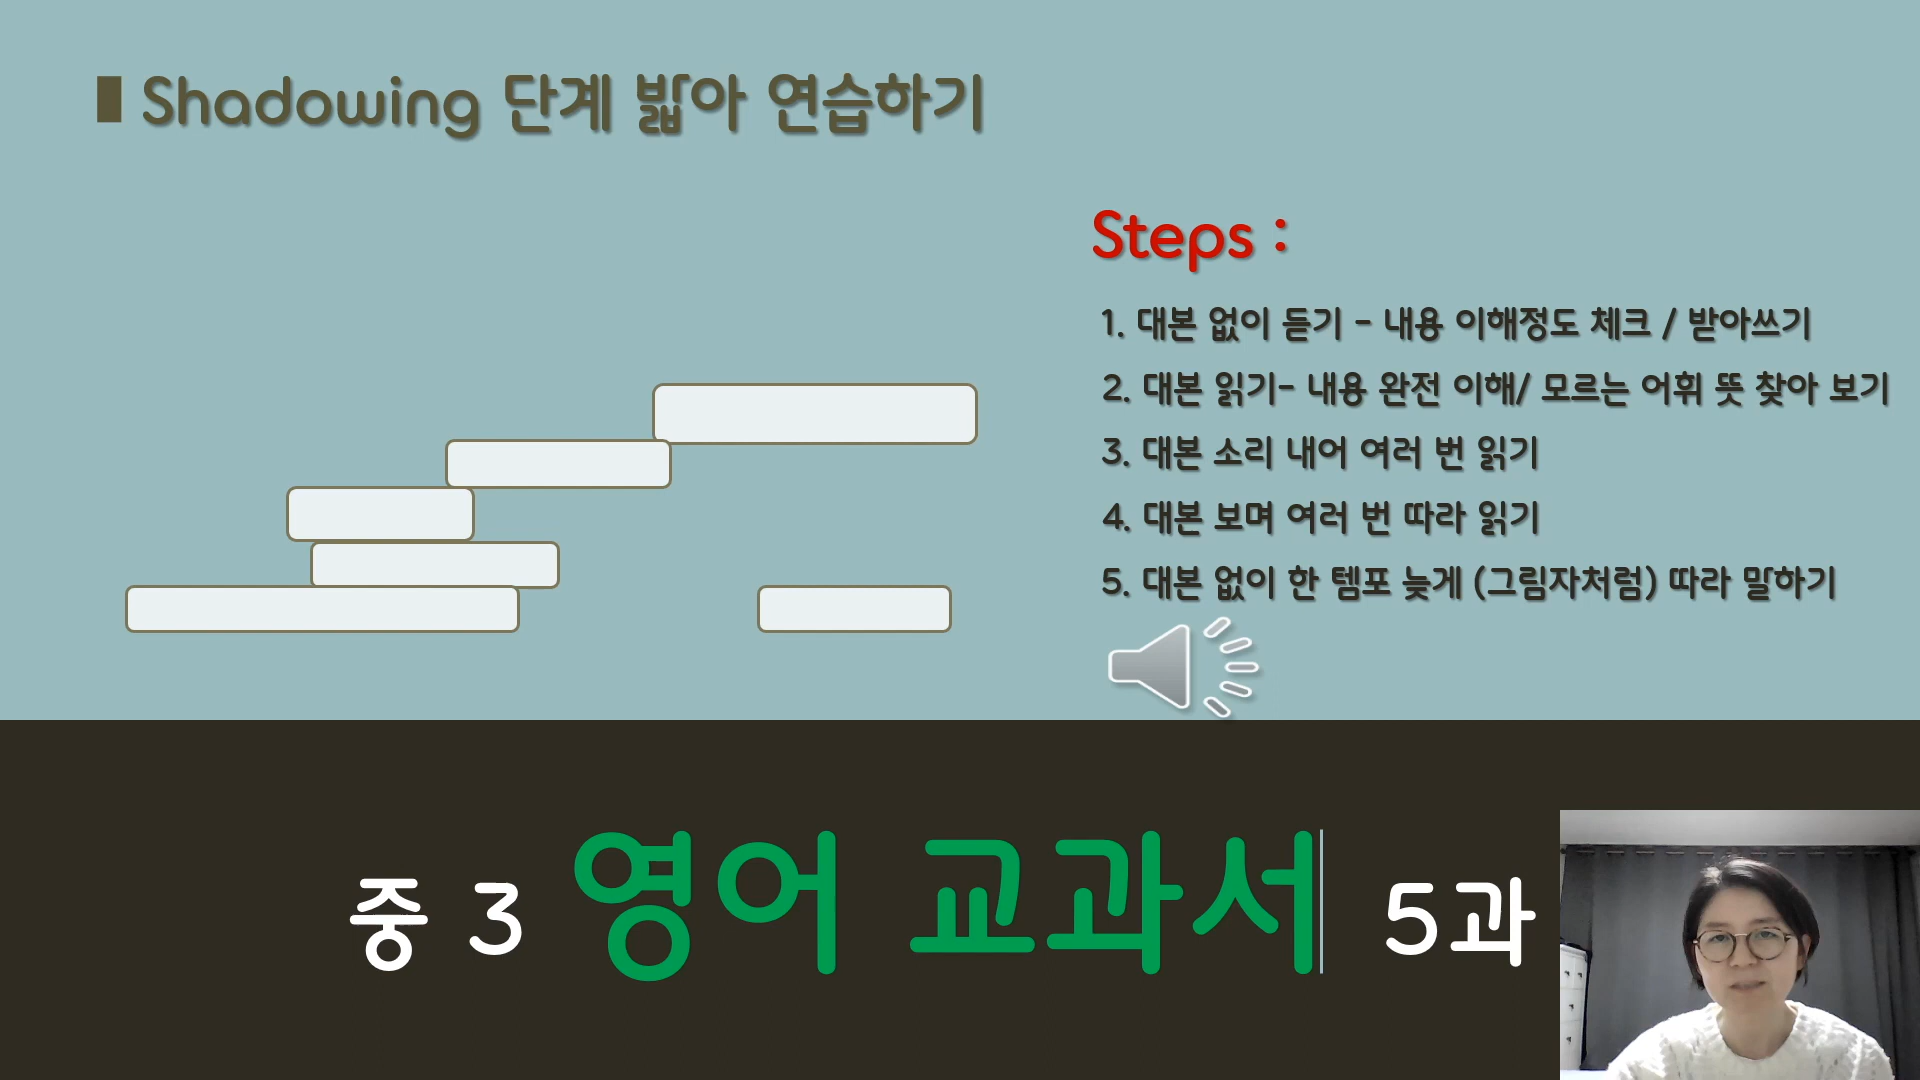 Shadowing 단계 밟아 연습하기
Steps :
1. 대본 없이 듣기 - 내용 이해정도 체크 / 받아쓰기
2. 대본 읽기- 내용 완전 이해/ 모르는 어휘 뜻 찾아 보기
3. 대본 소리 내어 여러 번 읽기
4. 대본 보며 여러 번 따라 읽기
5. 대본 없이 한 템포 늦게 (그림자처럼) 따라 말하기
중 3 영어 교과서 5과